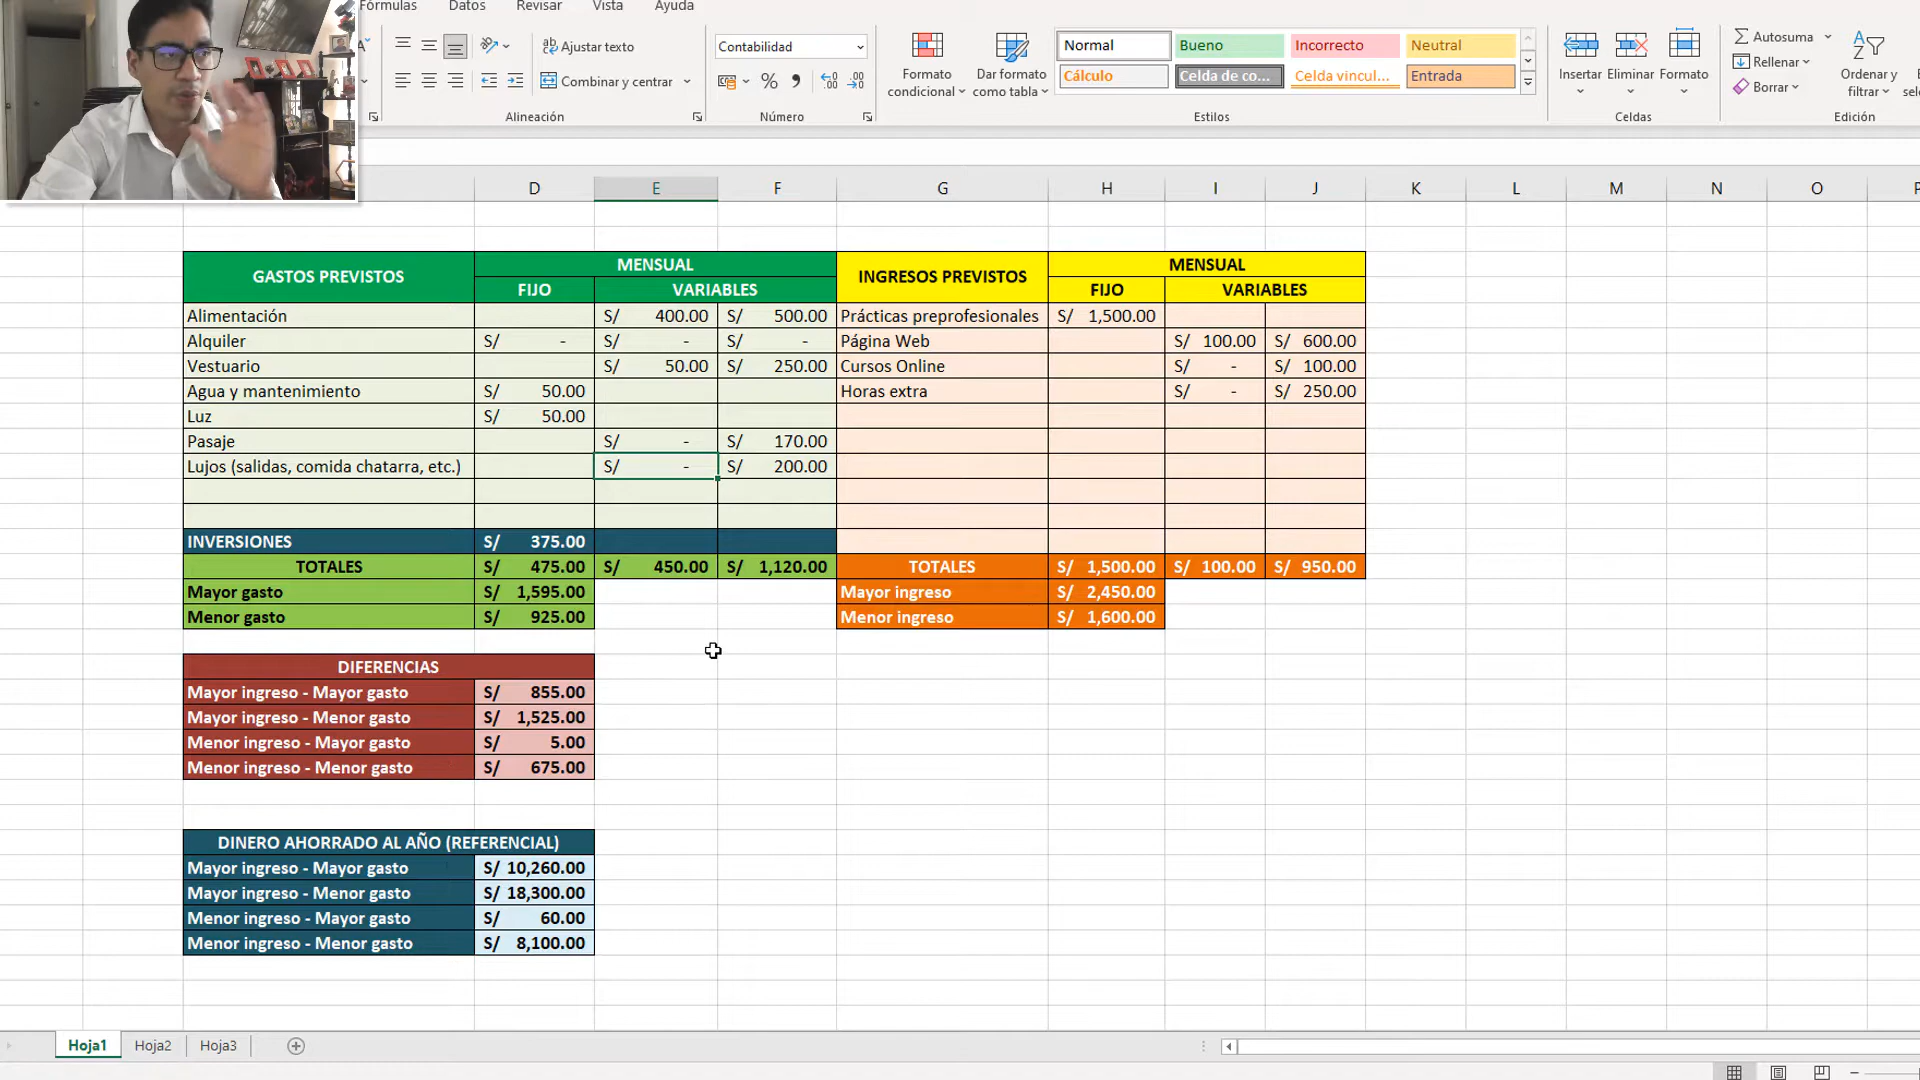 Fórmulas Datos Revisar Vista Ayuda
Ajustar texto
Combinar y centrar
Alineación
Contabilidad
%
Número
Formato condicional
Dar formato como tabla
Normal Bueno Incorrecto Neutral
Cálculo Celda de co... Celda vincul... Entrada
Estilos
Insertar Eliminar Formato
Celdas
Autosuma
Rellenar
Borrar
Ordenar y filtrar
Edición
D E F G H I J K L M N O P
GASTOS PREVISTOS MENSUAL INGRESOS PREVISTOS MENSUAL
FIJO VARIABLES FIJO VARIABLES
Alimentación S/ 400.00 S/ 500.00 Prácticas preprofesionales S/ 1,500.00
Alquiler S/ - S/ - S/ - Página Web S/ 100.00 S/ 600.00
Vestuario S/ 50.00 S/ 250.00 Cursos Online S/ - S/ 100.00
Agua y mantenimiento S/ 50.00 Horas extra S/ - S/ 250.00
Luz S/ 50.00
Pasaje S/ - S/ 170.00
Lujos (salidas, comida chatarra, etc.) S/ - S/ 200.00
INVERSIONES S/ 375.00
TOTALES S/ 475.00 S/ 450.00 S/ 1,120.00 TOTALES S/ 1,500.00 S/ 100.00 S/ 950.00
Mayor gasto S/ 1,595.00 Mayor ingreso S/ 2,450.00
Menor gasto S/ 925.00 Menor ingreso S/ 1,600.00
DIFERENCIAS
Mayor ingreso - Mayor gasto S/ 855.00
Mayor ingreso - Menor gasto S/ 1,525.00
Menor ingreso - Mayor gasto S/ 5.00
Menor ingreso - Menor gasto S/ 675.00
DINERO AHORRADO AL AÑO (REFERENCIAL)
Mayor ingreso - Mayor gasto S/ 10,260.00
Mayor ingreso - Menor gasto S/ 18,300.00
Menor ingreso - Mayor gasto S/ 60.00
Menor ingreso - Menor gasto S/ 8,100.00
Hoja1 Hoja2 Hoja3